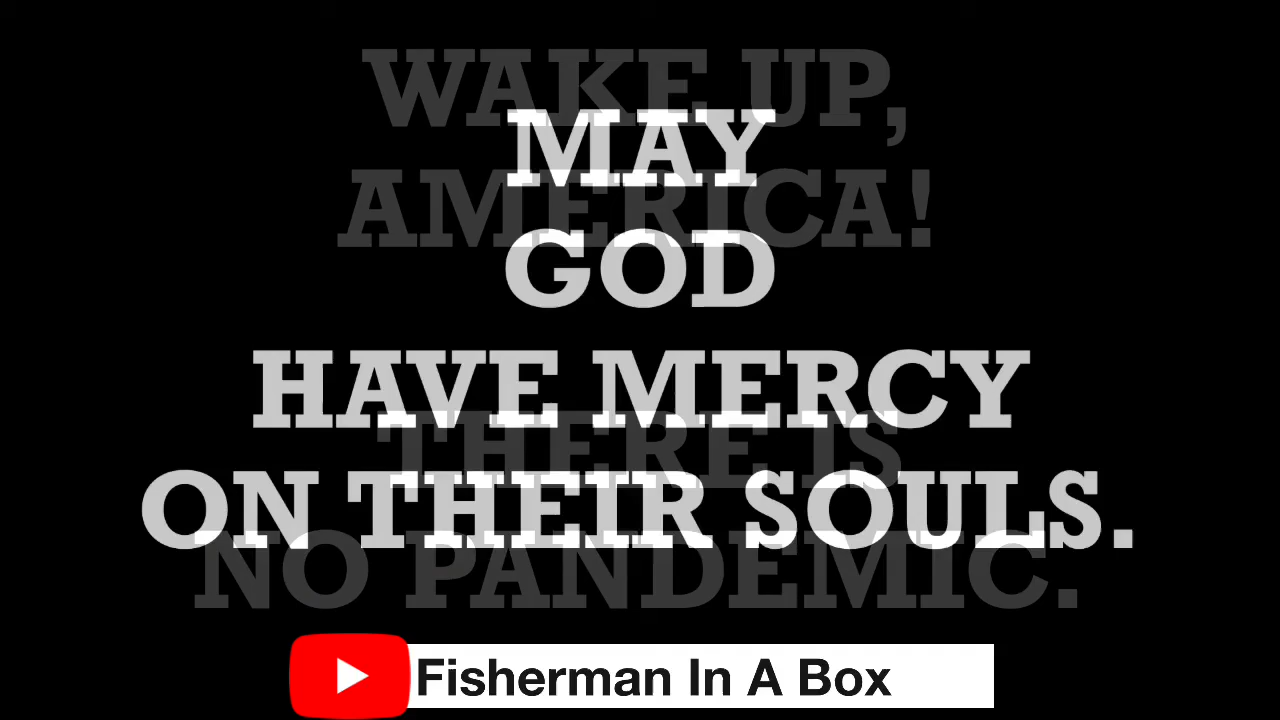 WAKE UP,
AMERICA!
THERE IS
NO PANDEMIC.
MAY
GOD
HAVE MERCY
ON THEIR SOULS.
Fisherman In A Box